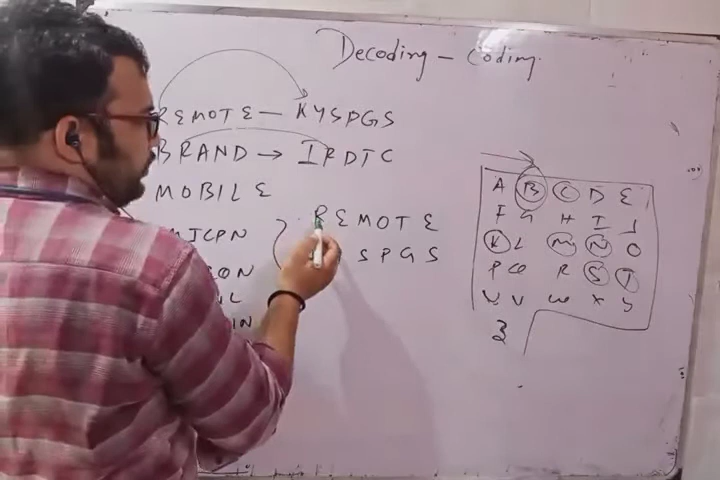 Decoding - Coding
REMOTE — KYSPGS
BRAND → IRDTC
MOBILE
REMOTE
SPGS
A B C D E
F G H I J
K L M N O
P Q R S T
U V W X Y
Z